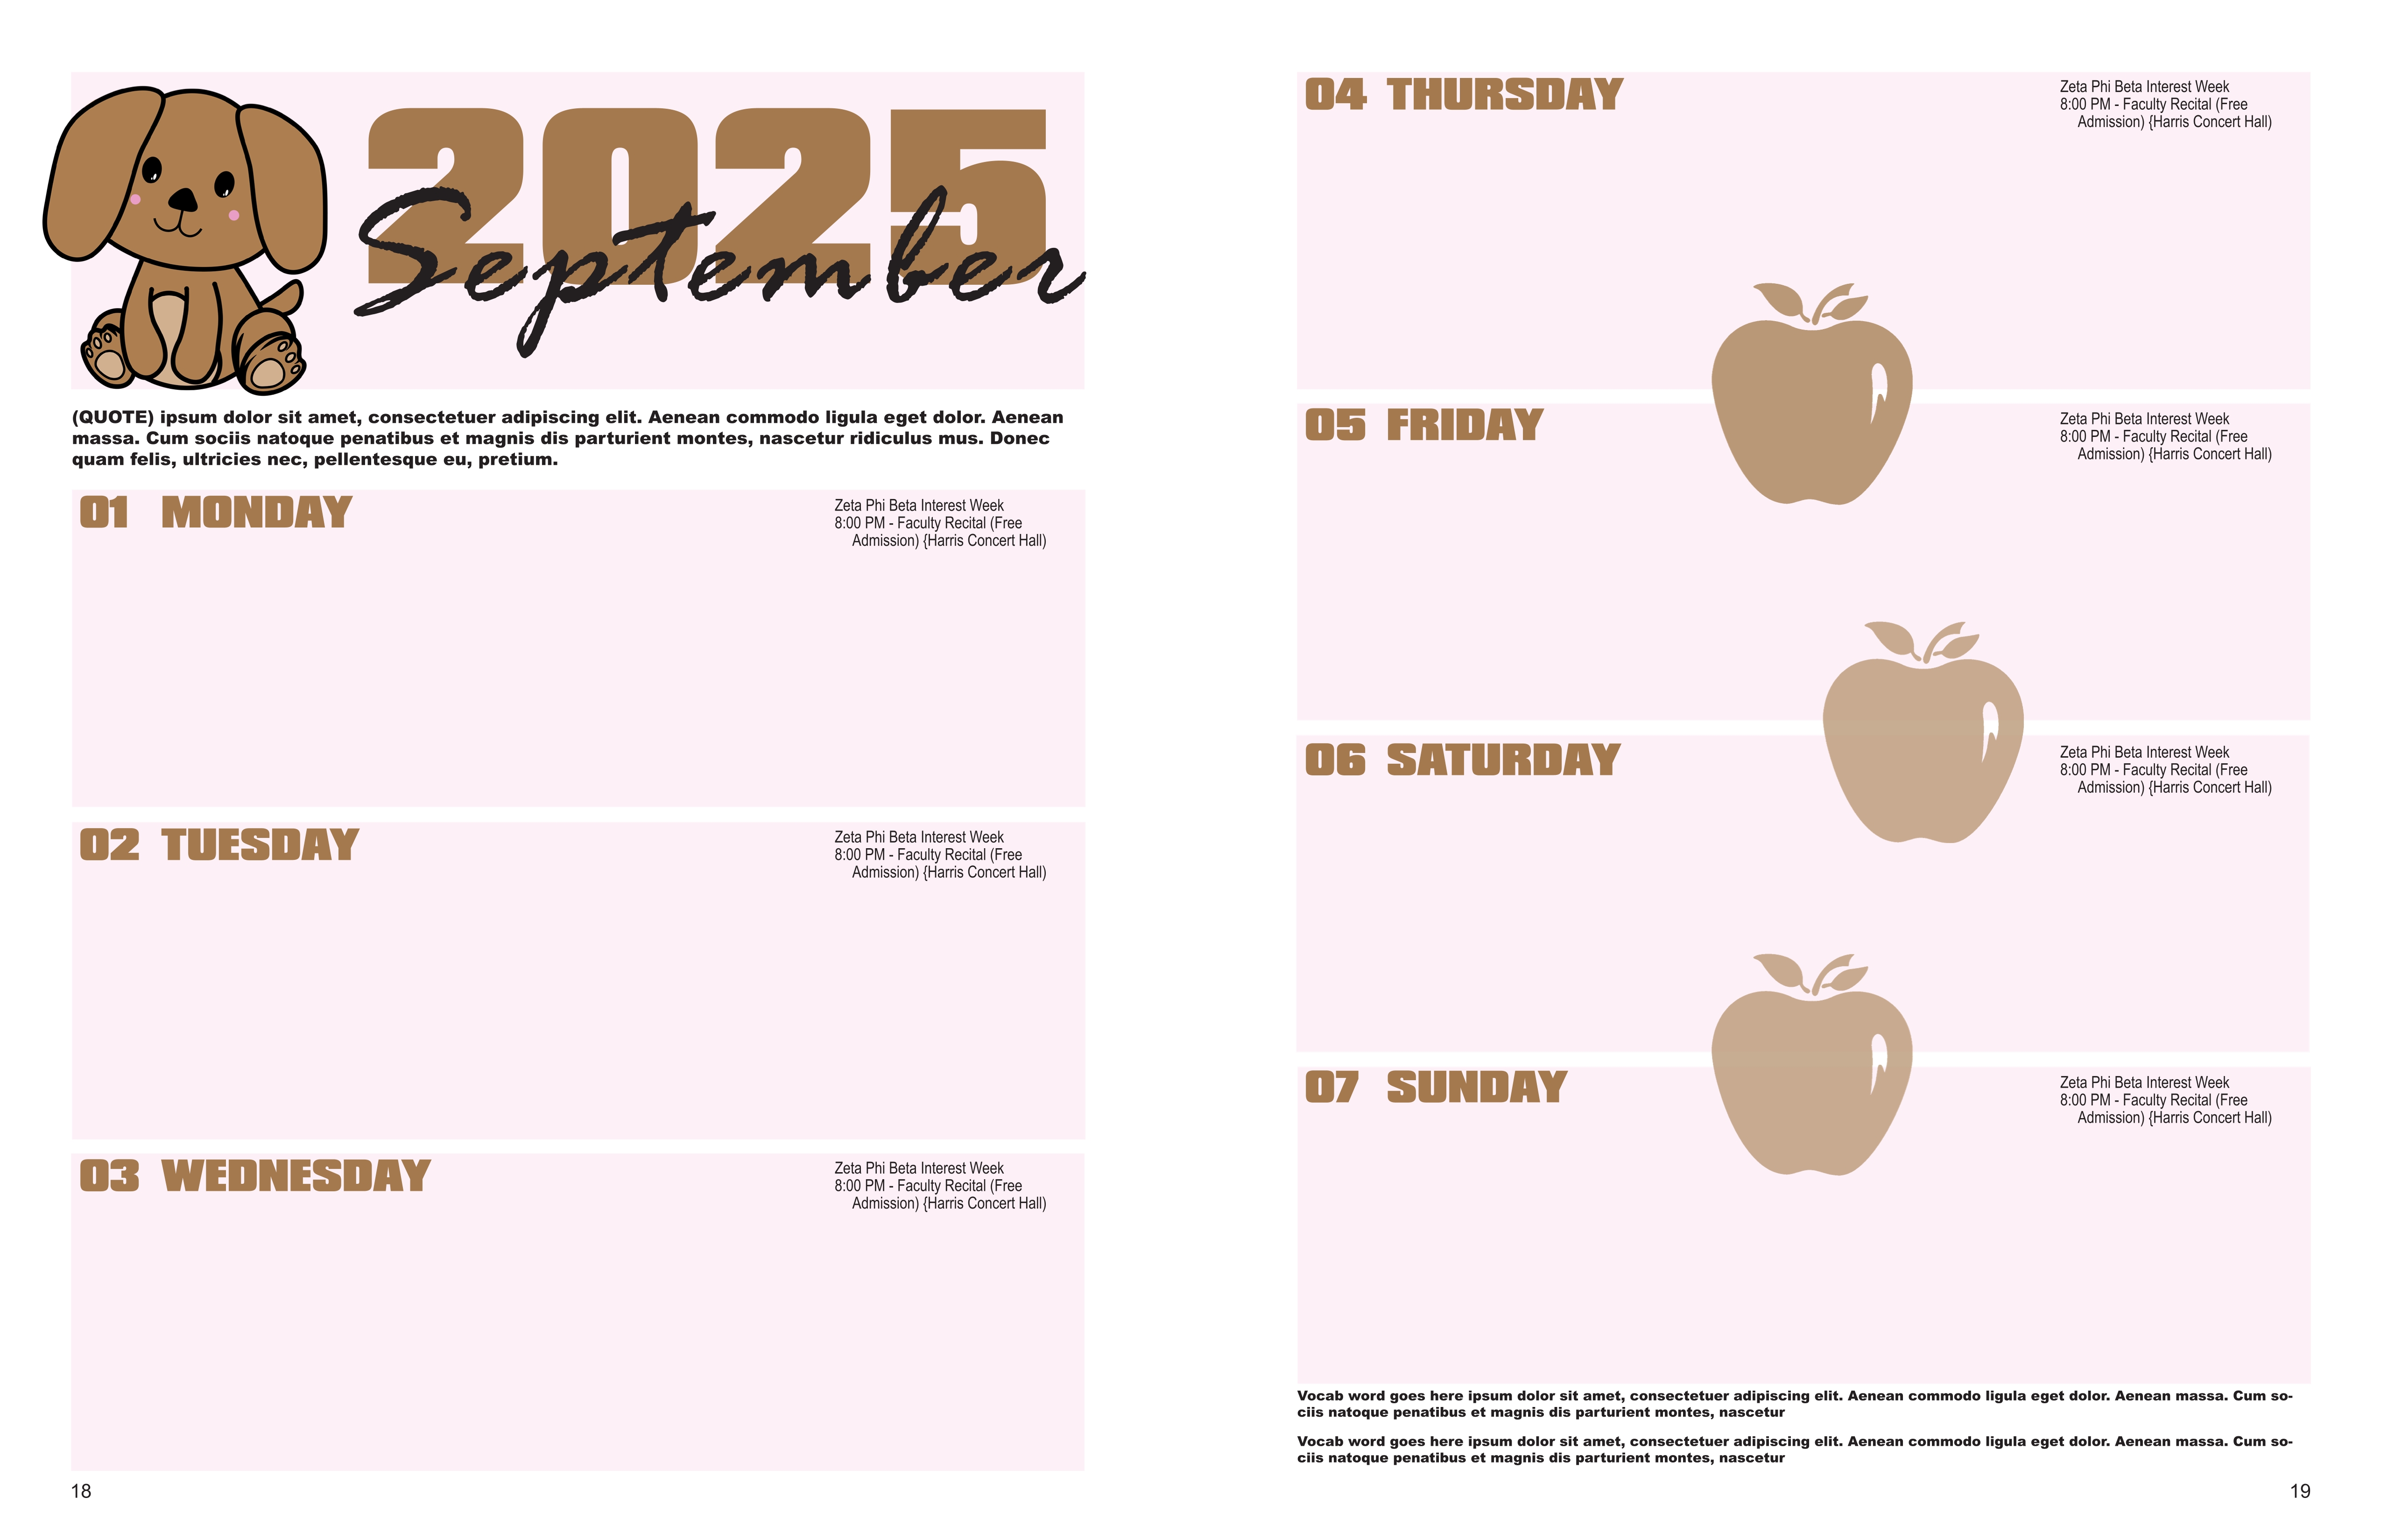 2025
September
(QUOTE) ipsum dolor sit amet, consectetuer adipiscing elit. Aenean commodo ligula eget dolor. Aenean
massa. Cum sociis natoque penatibus et magnis dis parturient montes, nascetur ridiculus mus. Donec
quam felis, ultricies nec, pellentesque eu, pretium.
01 MONDAY
Zeta Phi Beta Interest Week
8:00 PM - Faculty Recital (Free
Admission) {Harris Concert Hall)
02 TUESDAY
Zeta Phi Beta Interest Week
8:00 PM - Faculty Recital (Free
Admission) {Harris Concert Hall)
03 WEDNESDAY
Zeta Phi Beta Interest Week
8:00 PM - Faculty Recital (Free
Admission) {Harris Concert Hall)
18
04 THURSDAY
Zeta Phi Beta Interest Week
8:00 PM - Faculty Recital (Free
Admission) {Harris Concert Hall)
05 FRIDAY
Zeta Phi Beta Interest Week
8:00 PM - Faculty Recital (Free
Admission) {Harris Concert Hall)
06 SATURDAY
Zeta Phi Beta Interest Week
8:00 PM - Faculty Recital (Free
Admission) {Harris Concert Hall)
07 SUNDAY
Zeta Phi Beta Interest Week
8:00 PM - Faculty Recital (Free
Admission) {Harris Concert Hall)
Vocab word goes here ipsum dolor sit amet, consectetuer adipiscing elit. Aenean commodo ligula eget dolor. Aenean massa. Cum so-
ciis natoque penatibus et magnis dis parturient montes, nascetur
Vocab word goes here ipsum dolor sit amet, consectetuer adipiscing elit. Aenean commodo ligula eget dolor. Aenean massa. Cum so-
ciis natoque penatibus et magnis dis parturient montes, nascetur
19